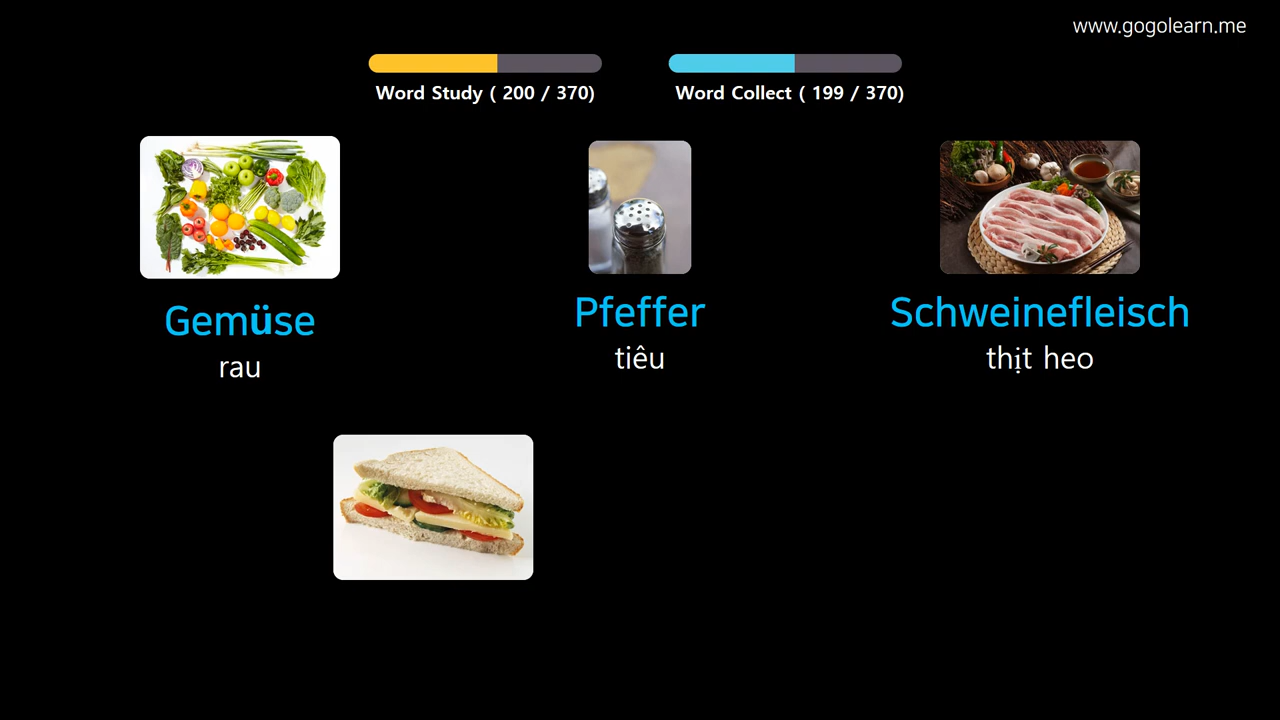 www.gogolearn.me
Word Study ( 200 / 370)
Word Collect ( 199 / 370)
Gemüse
rau
Pfeffer
tiêu
Schweinefleisch
thịt heo